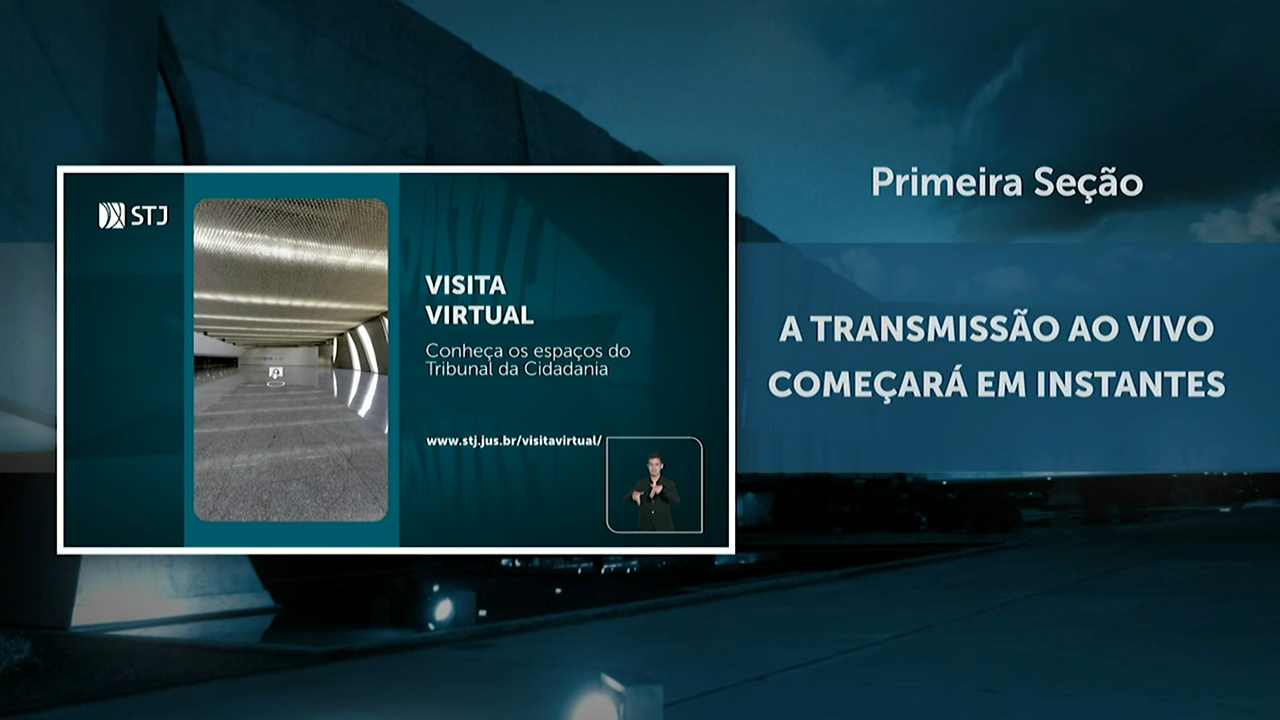 STJ
VISITA
VIRTUAL
Conheça os espaços do
Tribunal da Cidadania
www.stj.jus.br/visitavirtual/
Primeira Seção
A TRANSMISSÃO AO VIVO
COMEÇARÁ EM INSTANTES